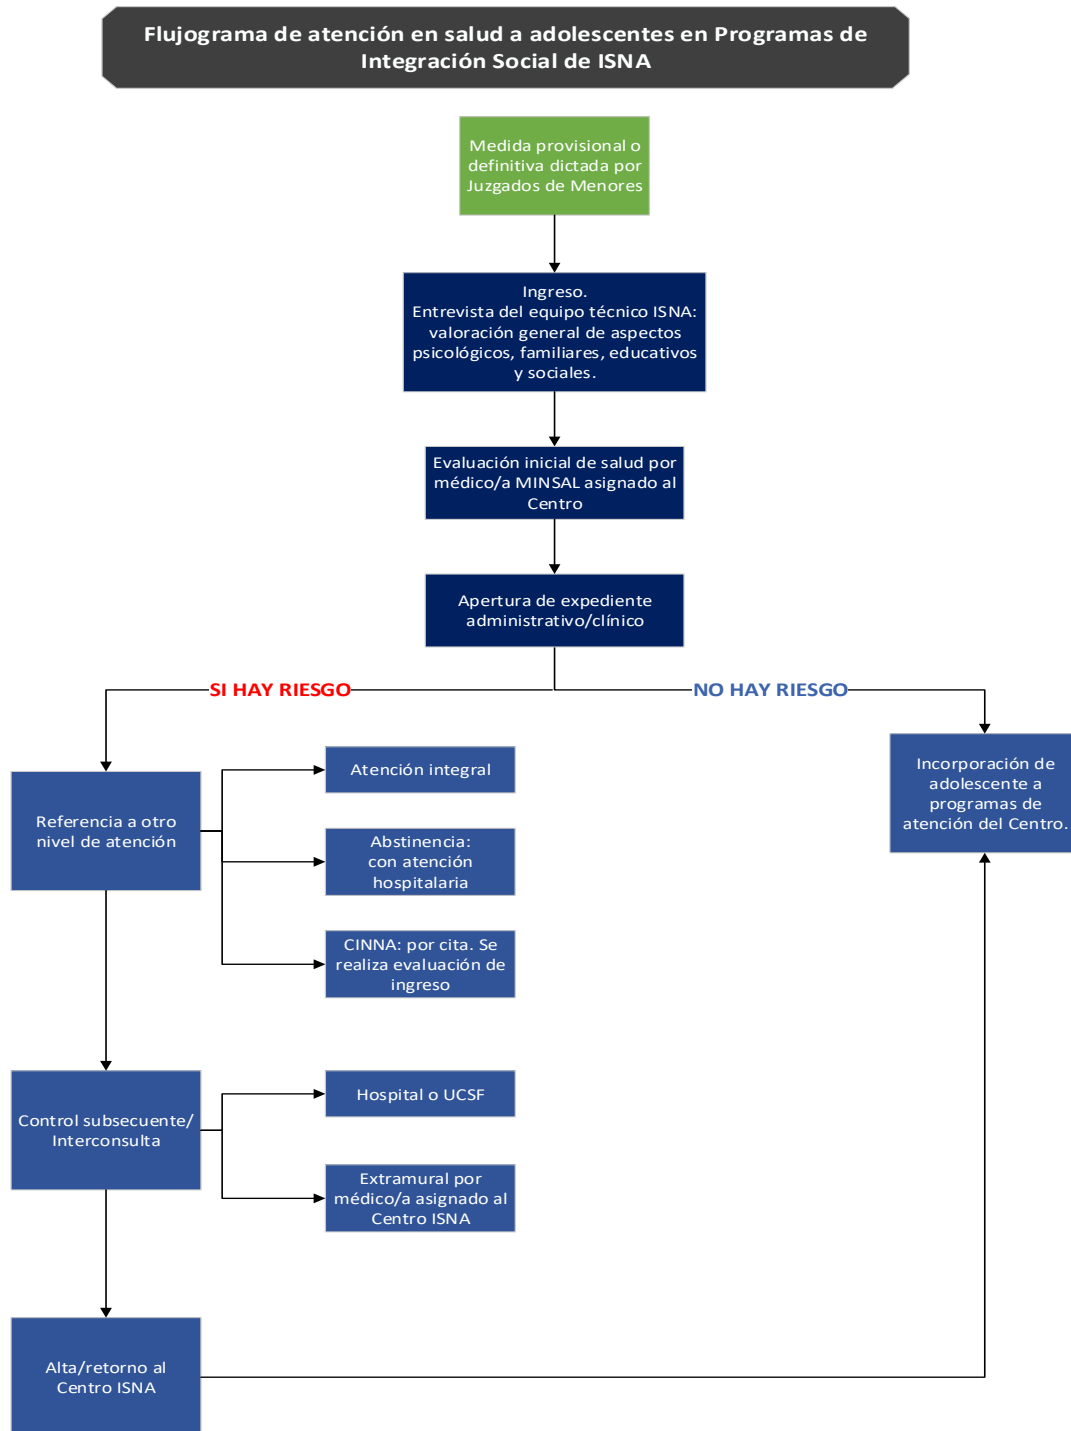 Flujograma de atención en salud a adolescentes en Programas de
Integración Social de ISNA
Medida provisional o
definitiva dictada por
Juzgados de Menores
Ingreso.
Entrevista del equipo técnico ISNA:
valoración general de aspectos
psicológicos, familiares, educativos
y sociales.
Evaluación inicial de salud por
médico/a MINSAL asignado al
Centro
Apertura de expediente
administrativo/clínico
SI HAY RIESGO
NO HAY RIESGO
Referencia a otro
nivel de atención
Atención integral
Abstinencia:
con atención
hospitalaria
CINNA: por cita. Se
realiza evaluación de
ingreso
Incorporación de
adolescente a
programas de
atención del Centro.
Control subsecuente/
Interconsulta
Hospital o UCSF
Extramural por
médico/a asignado al
Centro ISNA
Alta/retorno al
Centro ISNA